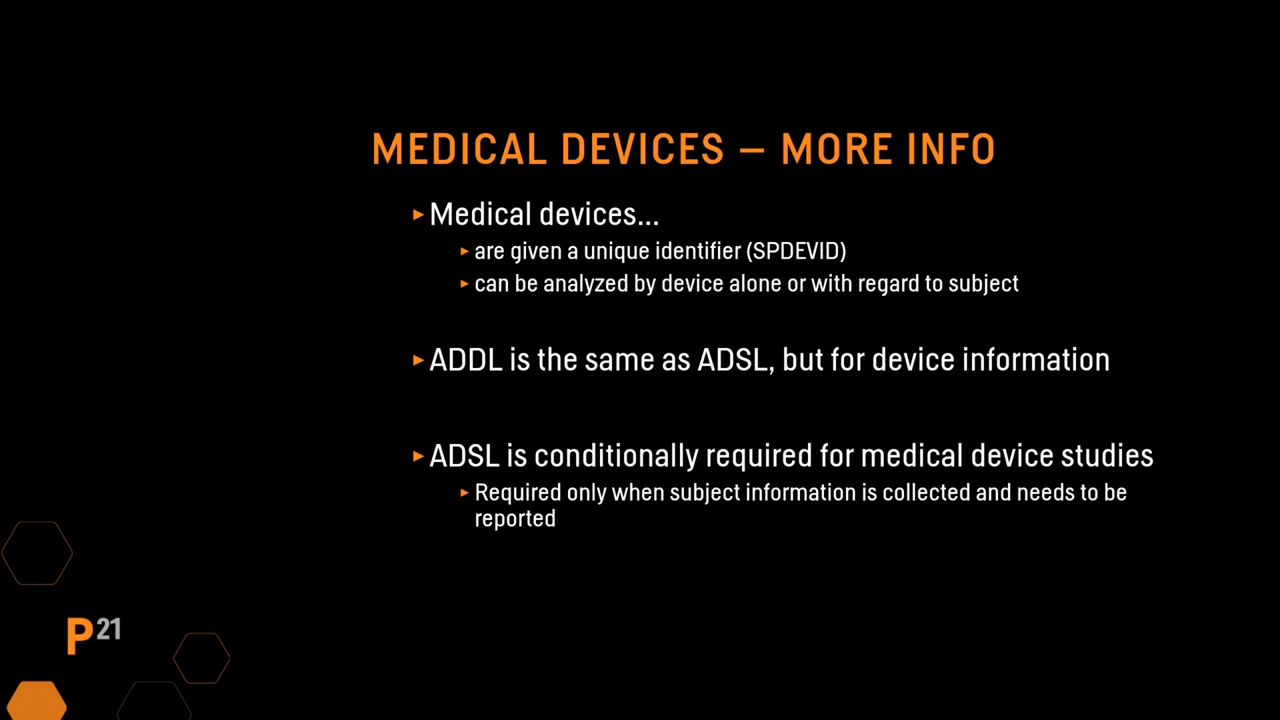 MEDICAL DEVICES – MORE INFO
Medical devices...
are given a unique identifier (SPDEVID)
can be analyzed by device alone or with regard to subject
ADDL is the same as ADSL, but for device information
ADSL is conditionally required for medical device studies
Required only when subject information is collected and needs to be
reported
P21